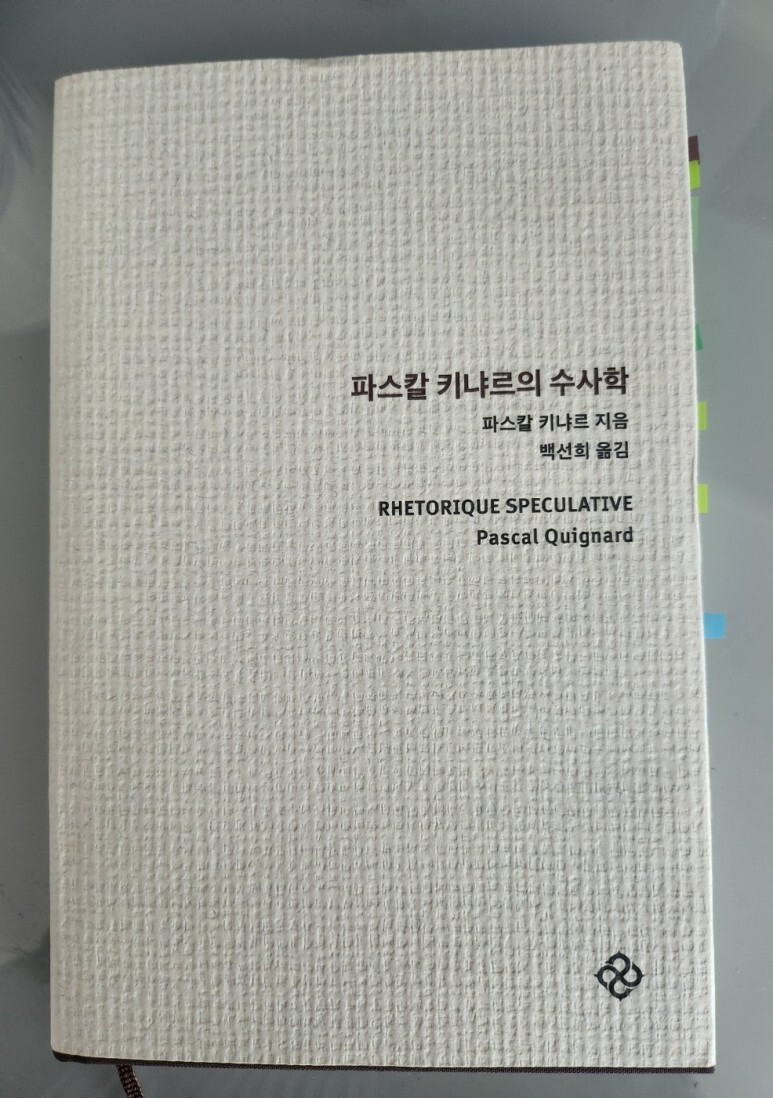 파스칼 키냐르의 수사학
파스칼 키냐르 지음
백선희 옮김
RHETORIQUE SPECULATIVE
Pascal Quignard